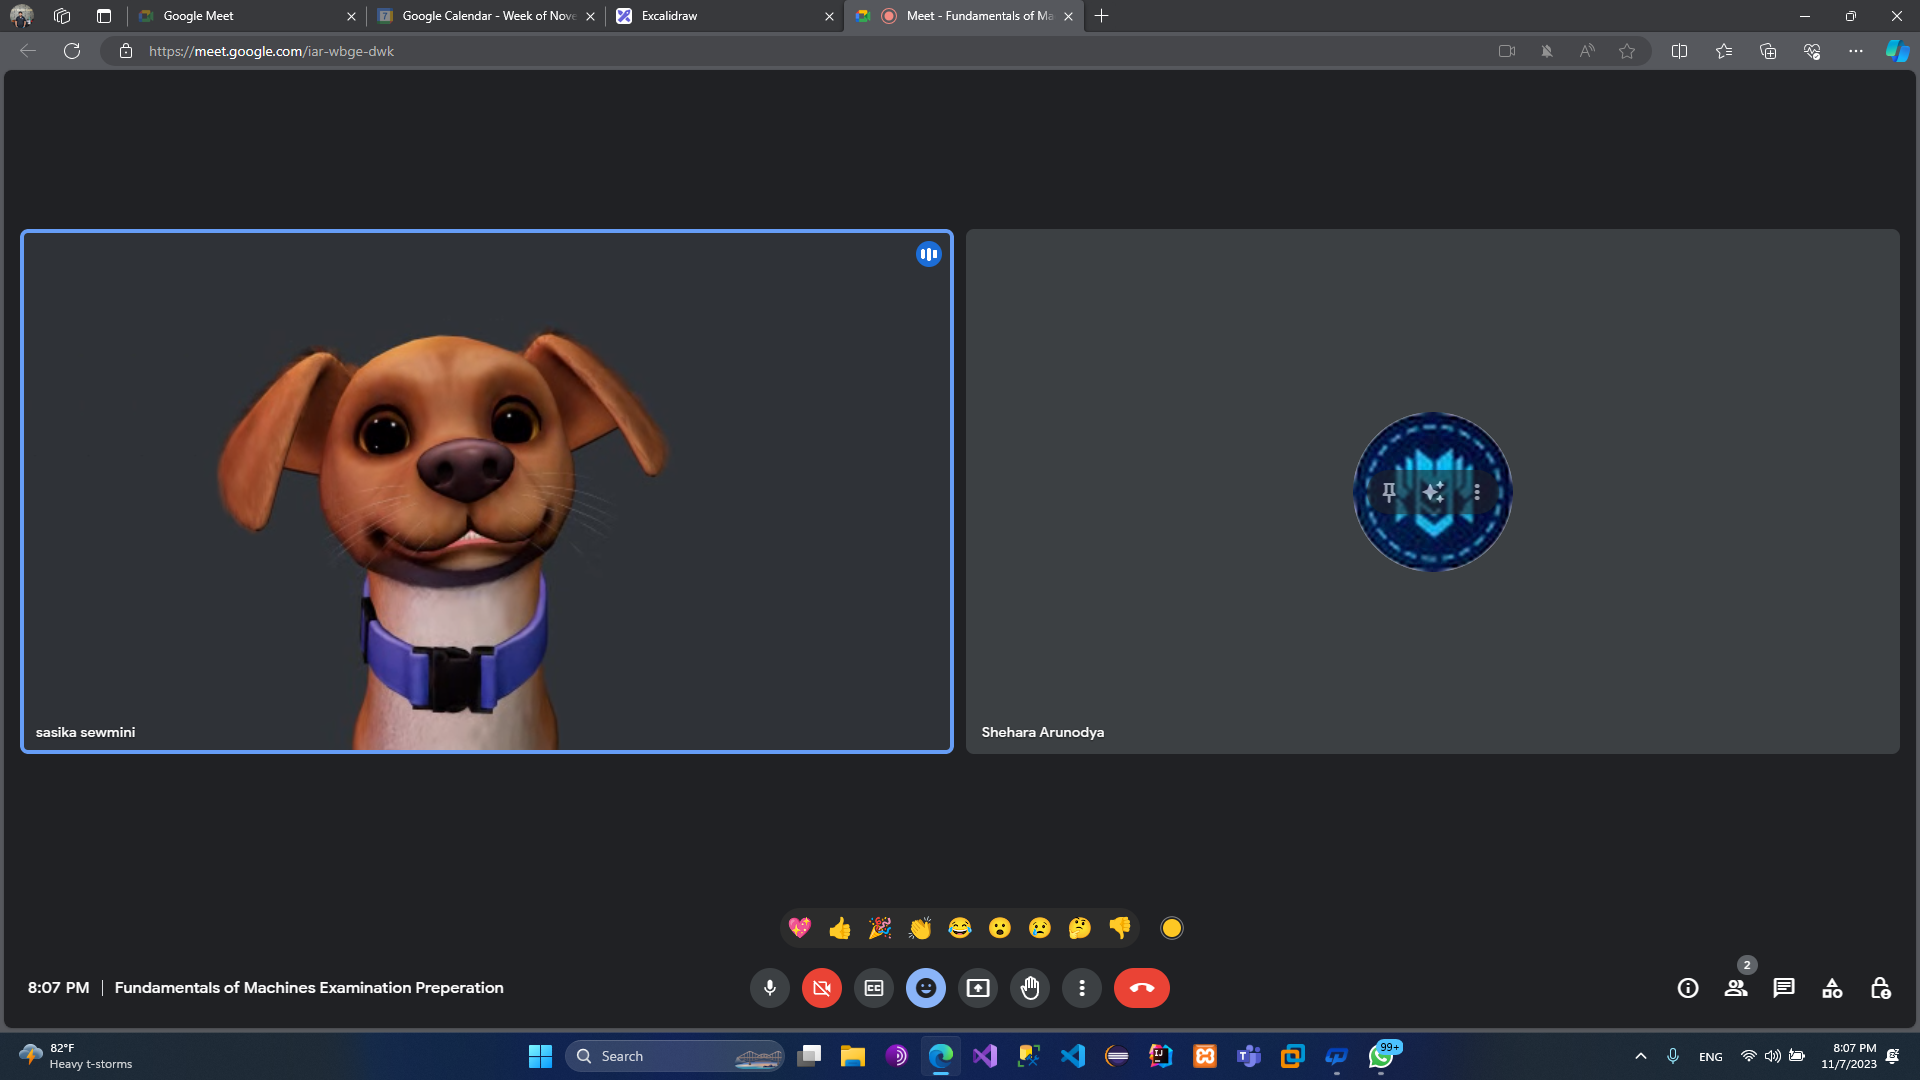 Google Meet
Google Calendar - Week of Nove
Excalidraw
Meet - Fundamentals of Ma
https://meet.google.com/iar-wbge-dwk
sasika sewmini
Shehara Arunodya
2
8:07 PM | Fundamentals of Machines Examination Preperation
82°F
Heavy t-storms
Search
99+
ENG
8:07 PM
11/7/2023